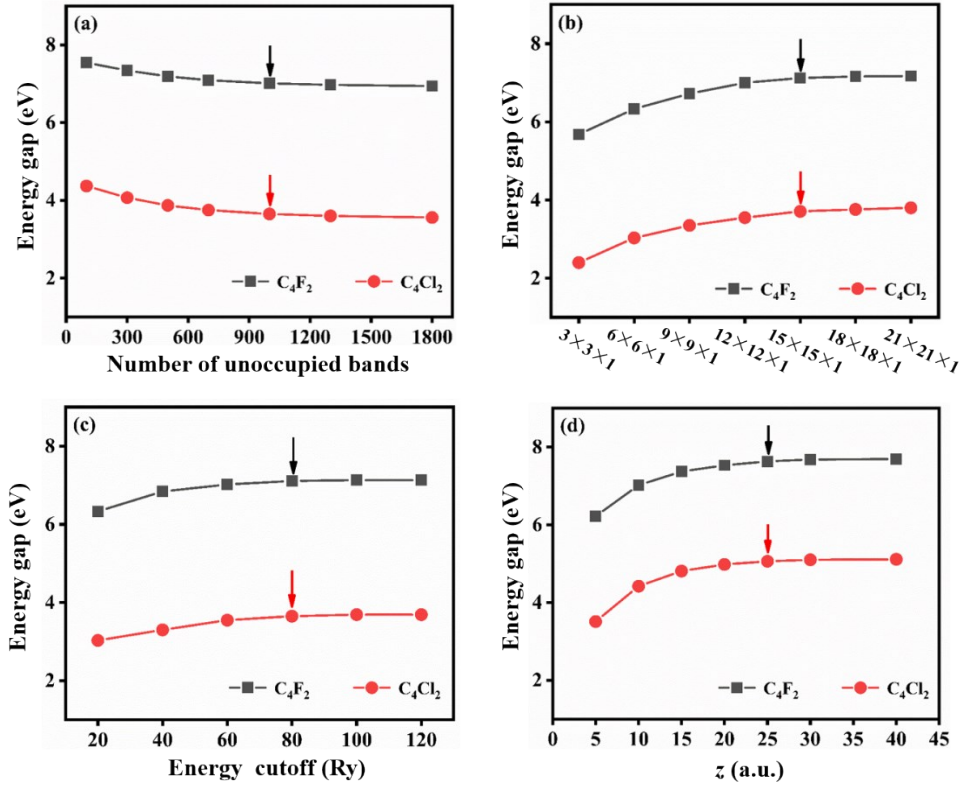 (a)
8
6
4
2
Energy gap (eV)
C₄F₂ C₄Cl₂
0 300 600 900 1200 1500 1800
Number of unoccupied bands
(b)
8
6
4
2
Energy gap (eV)
C₄F₂ C₄Cl₂
3×3×1 6×6×1 9×9×1 12×12×1 15×15×1 18×18×1 21×21×1
(c)
8
6
4
2
Energy gap (eV)
C₄F₂ C₄Cl₂
20 40 60 80 100 120
Energy cutoff (Ry)
(d)
8
6
4
2
Energy gap (eV)
C₄F₂ C₄Cl₂
0 5 10 15 20 25 30 35 40 45
z (a.u.)